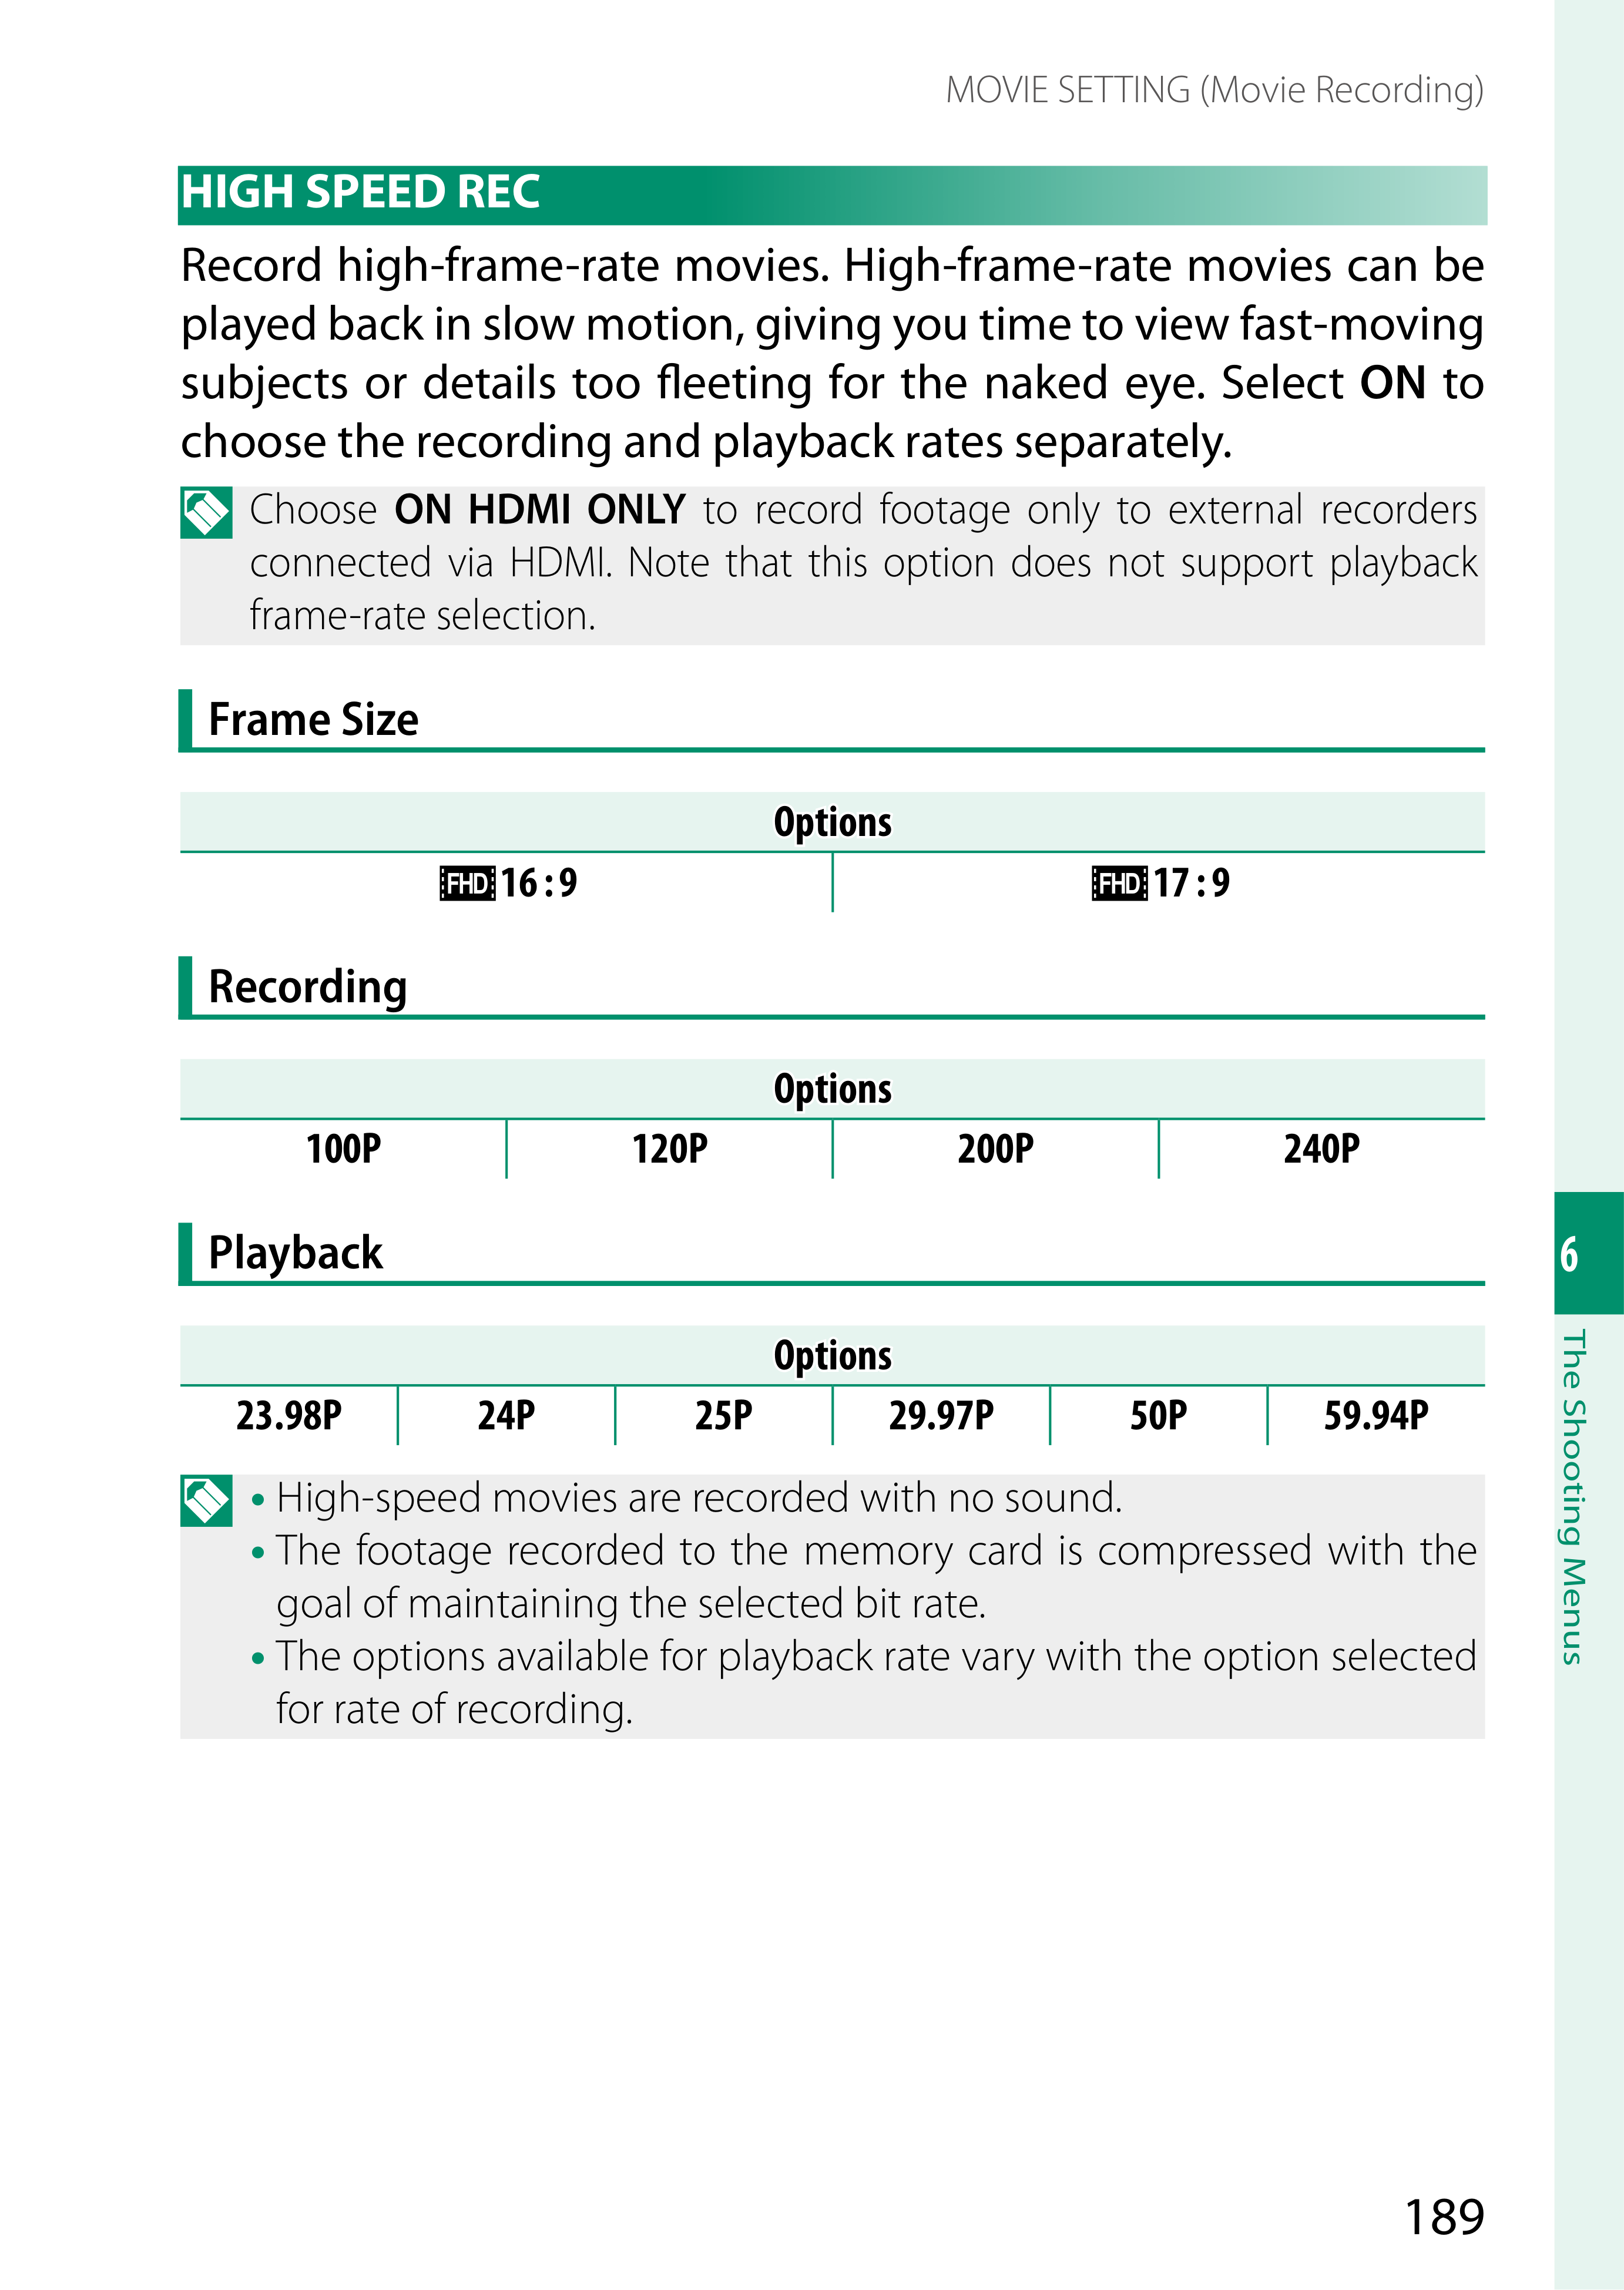 MOVIE SETTING (Movie Recording)
HIGH SPEED REC
Record high-frame-rate movies. High-frame-rate movies can be
played back in slow motion, giving you time to view fast-moving
subjects or details too fleeting for the naked eye. Select ON to
choose the recording and playback rates separately.
Choose ON HDMI ONLY to record footage only to external recorders
connected via HDMI. Note that this option does not support playback
frame-rate selection.
Frame Size
Options
FHD 16 : 9 FHD 17 : 9
Recording
Options
100P 120P 200P 240P
Playback
Options
23.98P 24P 25P 29.97P 50P 59.94P
• High-speed movies are recorded with no sound.
• The footage recorded to the memory card is compressed with the
goal of maintaining the selected bit rate.
• The options available for playback rate vary with the option selected
for rate of recording.
6
The Shooting Menus
189